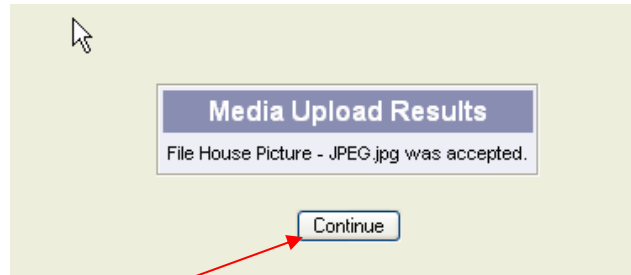 Media Upload Results
File House Picture - JPEG.jpg was accepted.
Continue